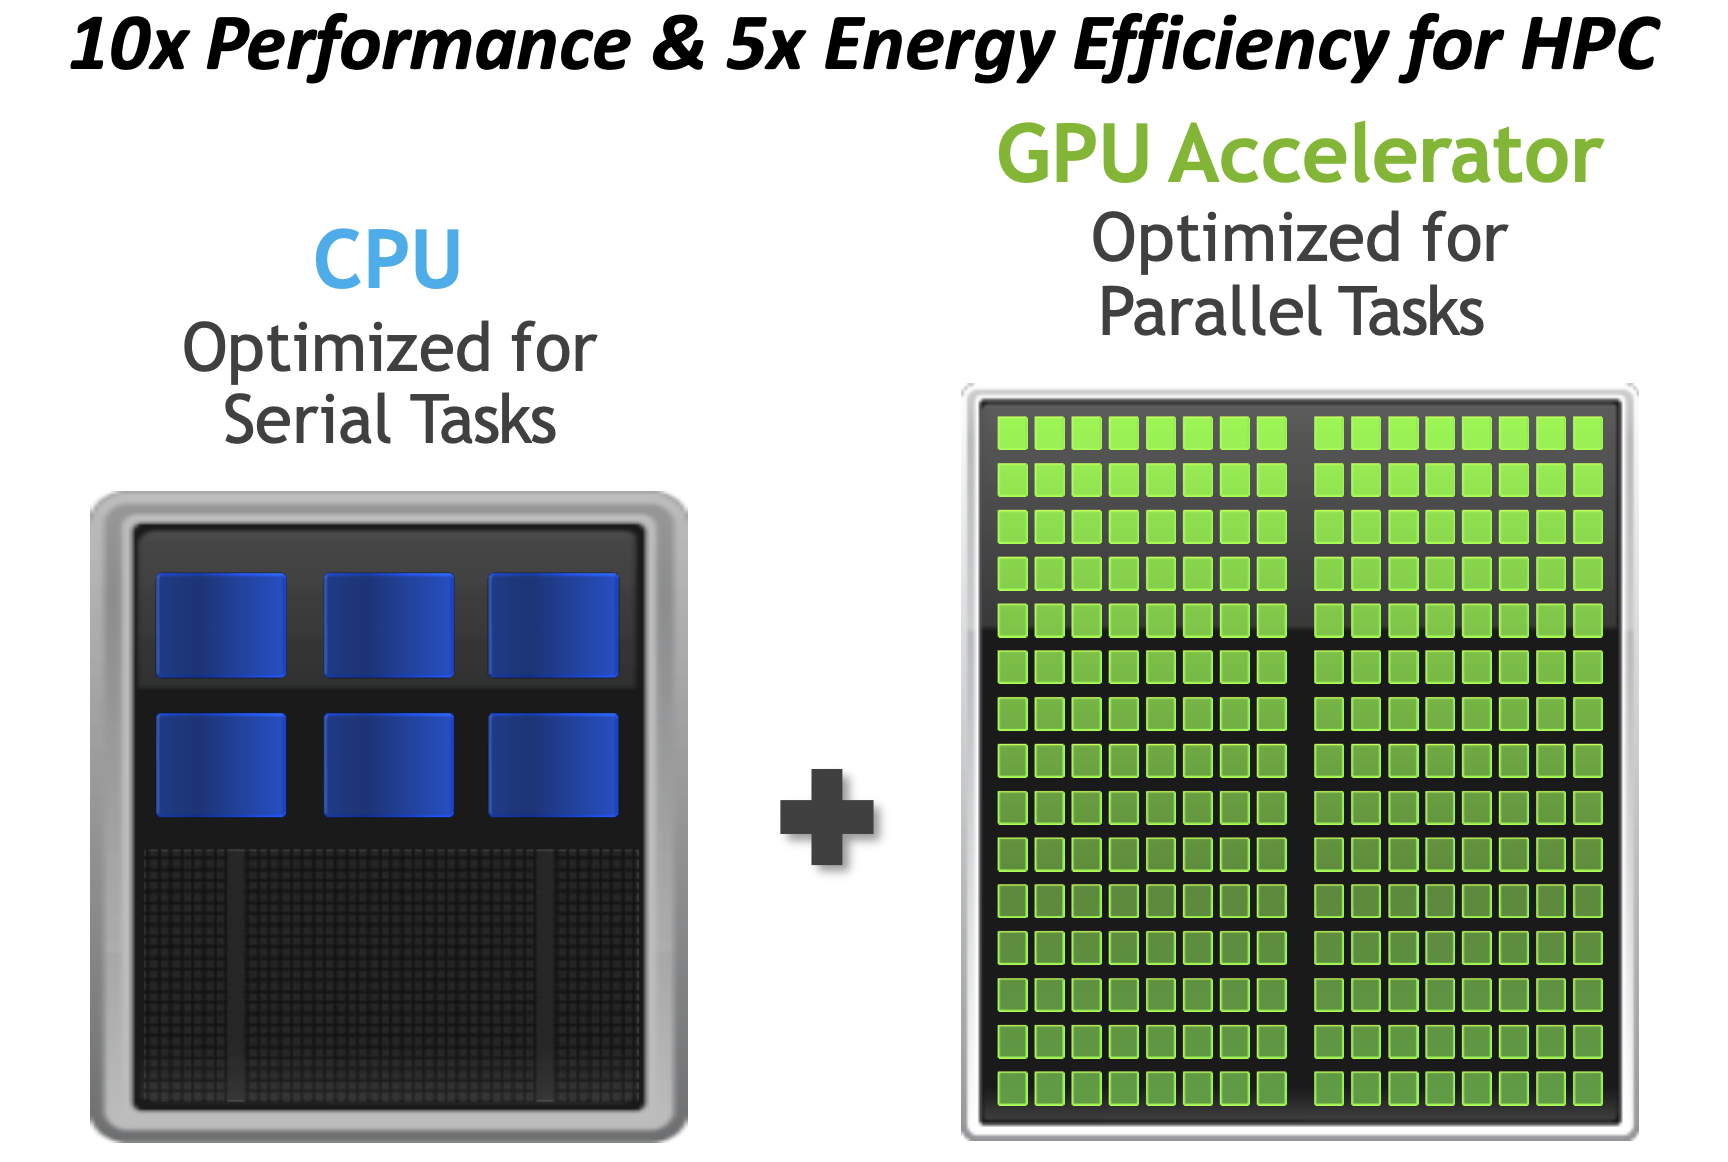 10x Performance & 5x Energy Efficiency for HPC
CPU
Optimized for
Serial Tasks
GPU Accelerator
Optimized for
Parallel Tasks